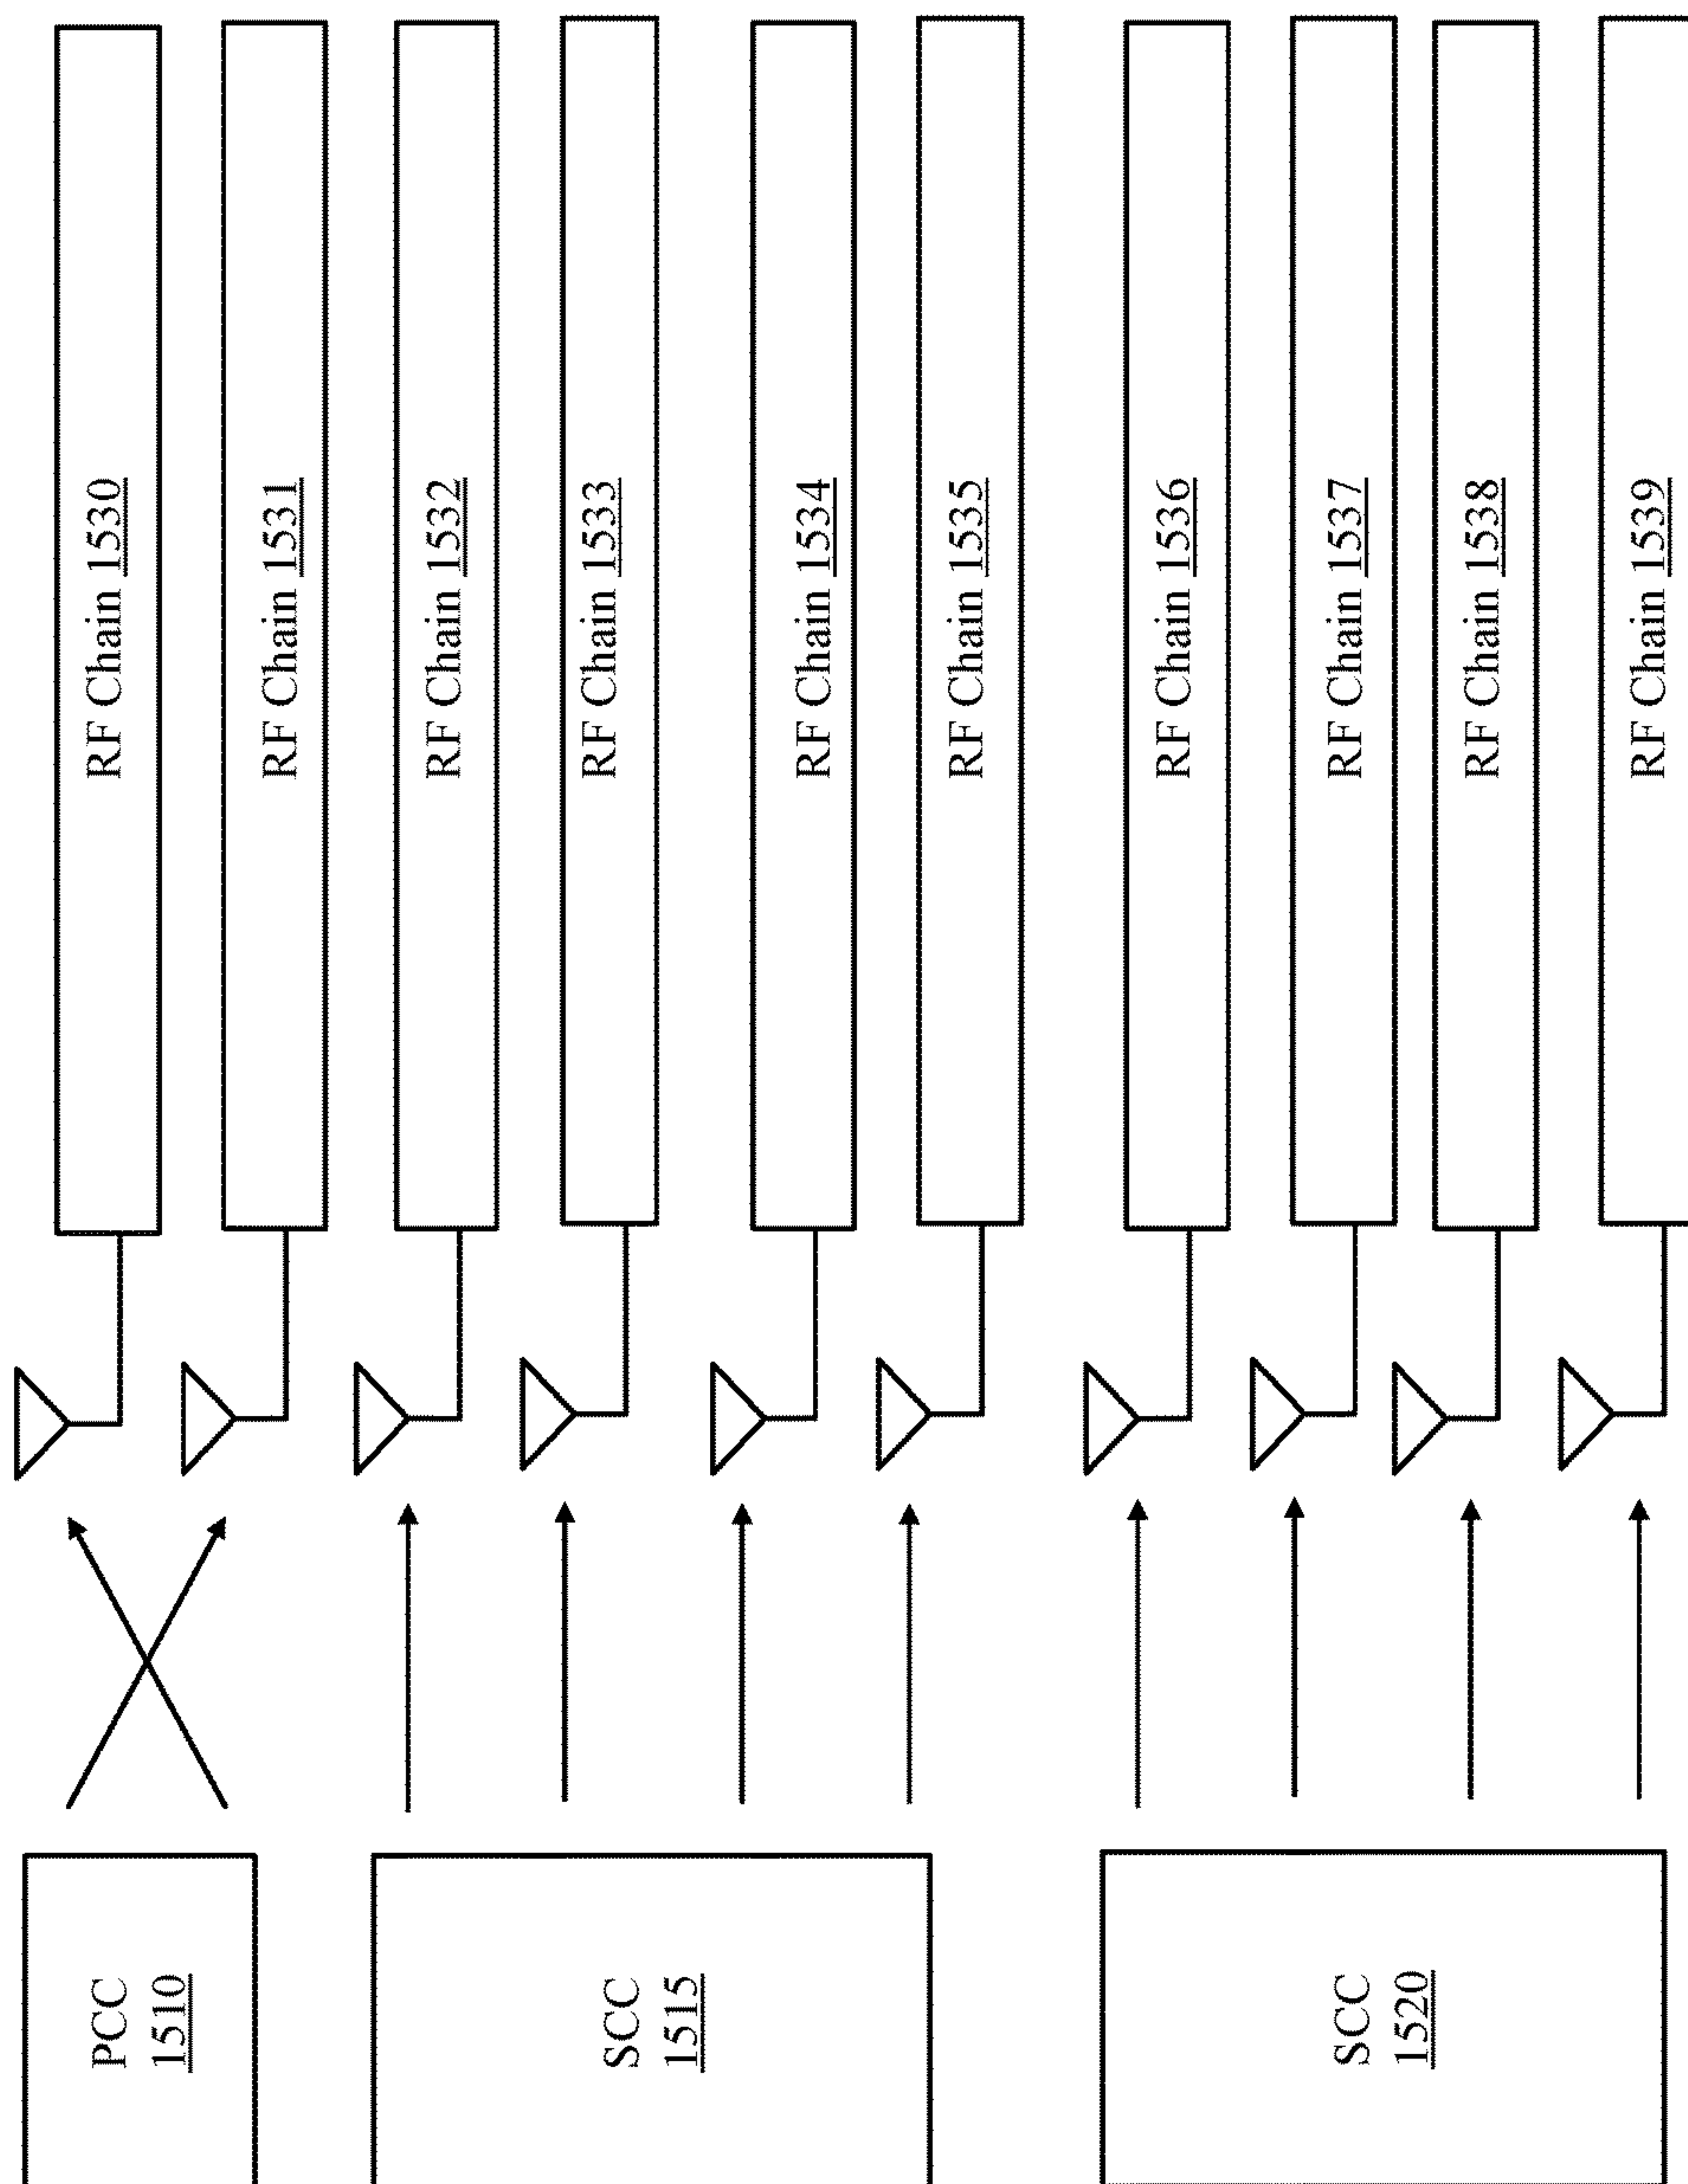 PCC
1510
SCC
1515
SCC
1520
RF Chain 1530
RF Chain 1531
RF Chain 1532
RF Chain 1533
RF Chain 1534
RF Chain 1535
RF Chain 1536
RF Chain 1537
RF Chain 1538
RF Chain 1539